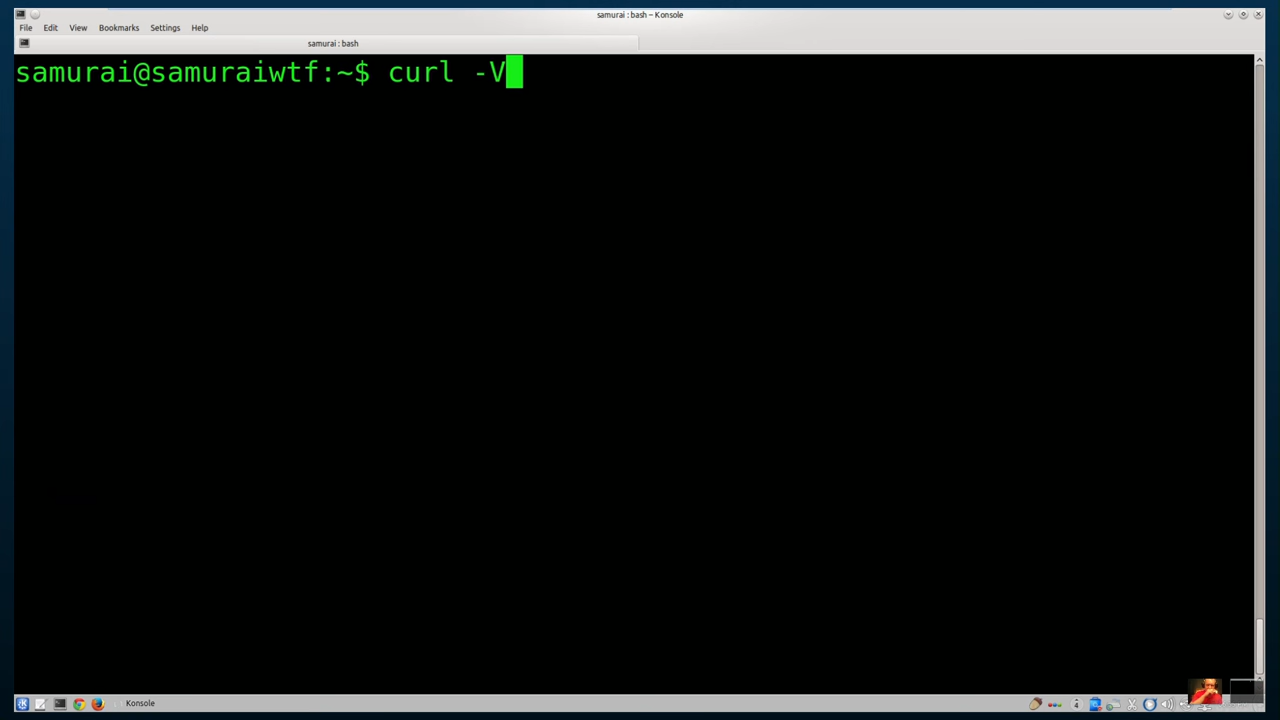 samurai : bash – Konsole
File Edit View Bookmarks Settings Help
samurai : bash
samurai@samuraiwtf:~$ curl -V
Konsole